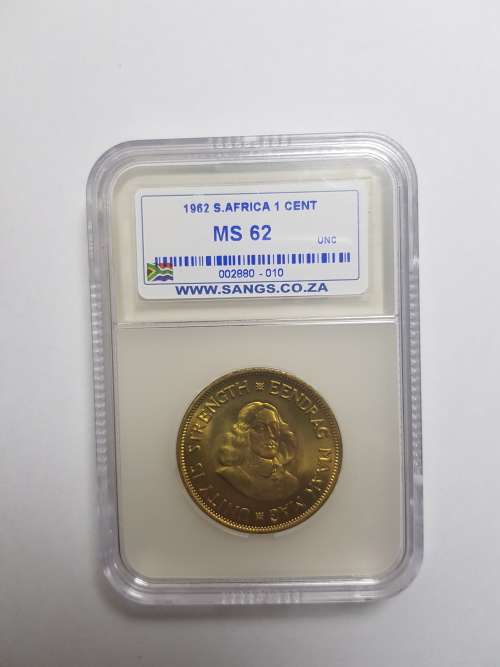 1962 S.AFRICA 1 CENT
MS 62
UNC
002880 - 010
WWW.SANGS.CO.ZA
UNITY IS STRENGTH * EENDRAG MAAK MAG *